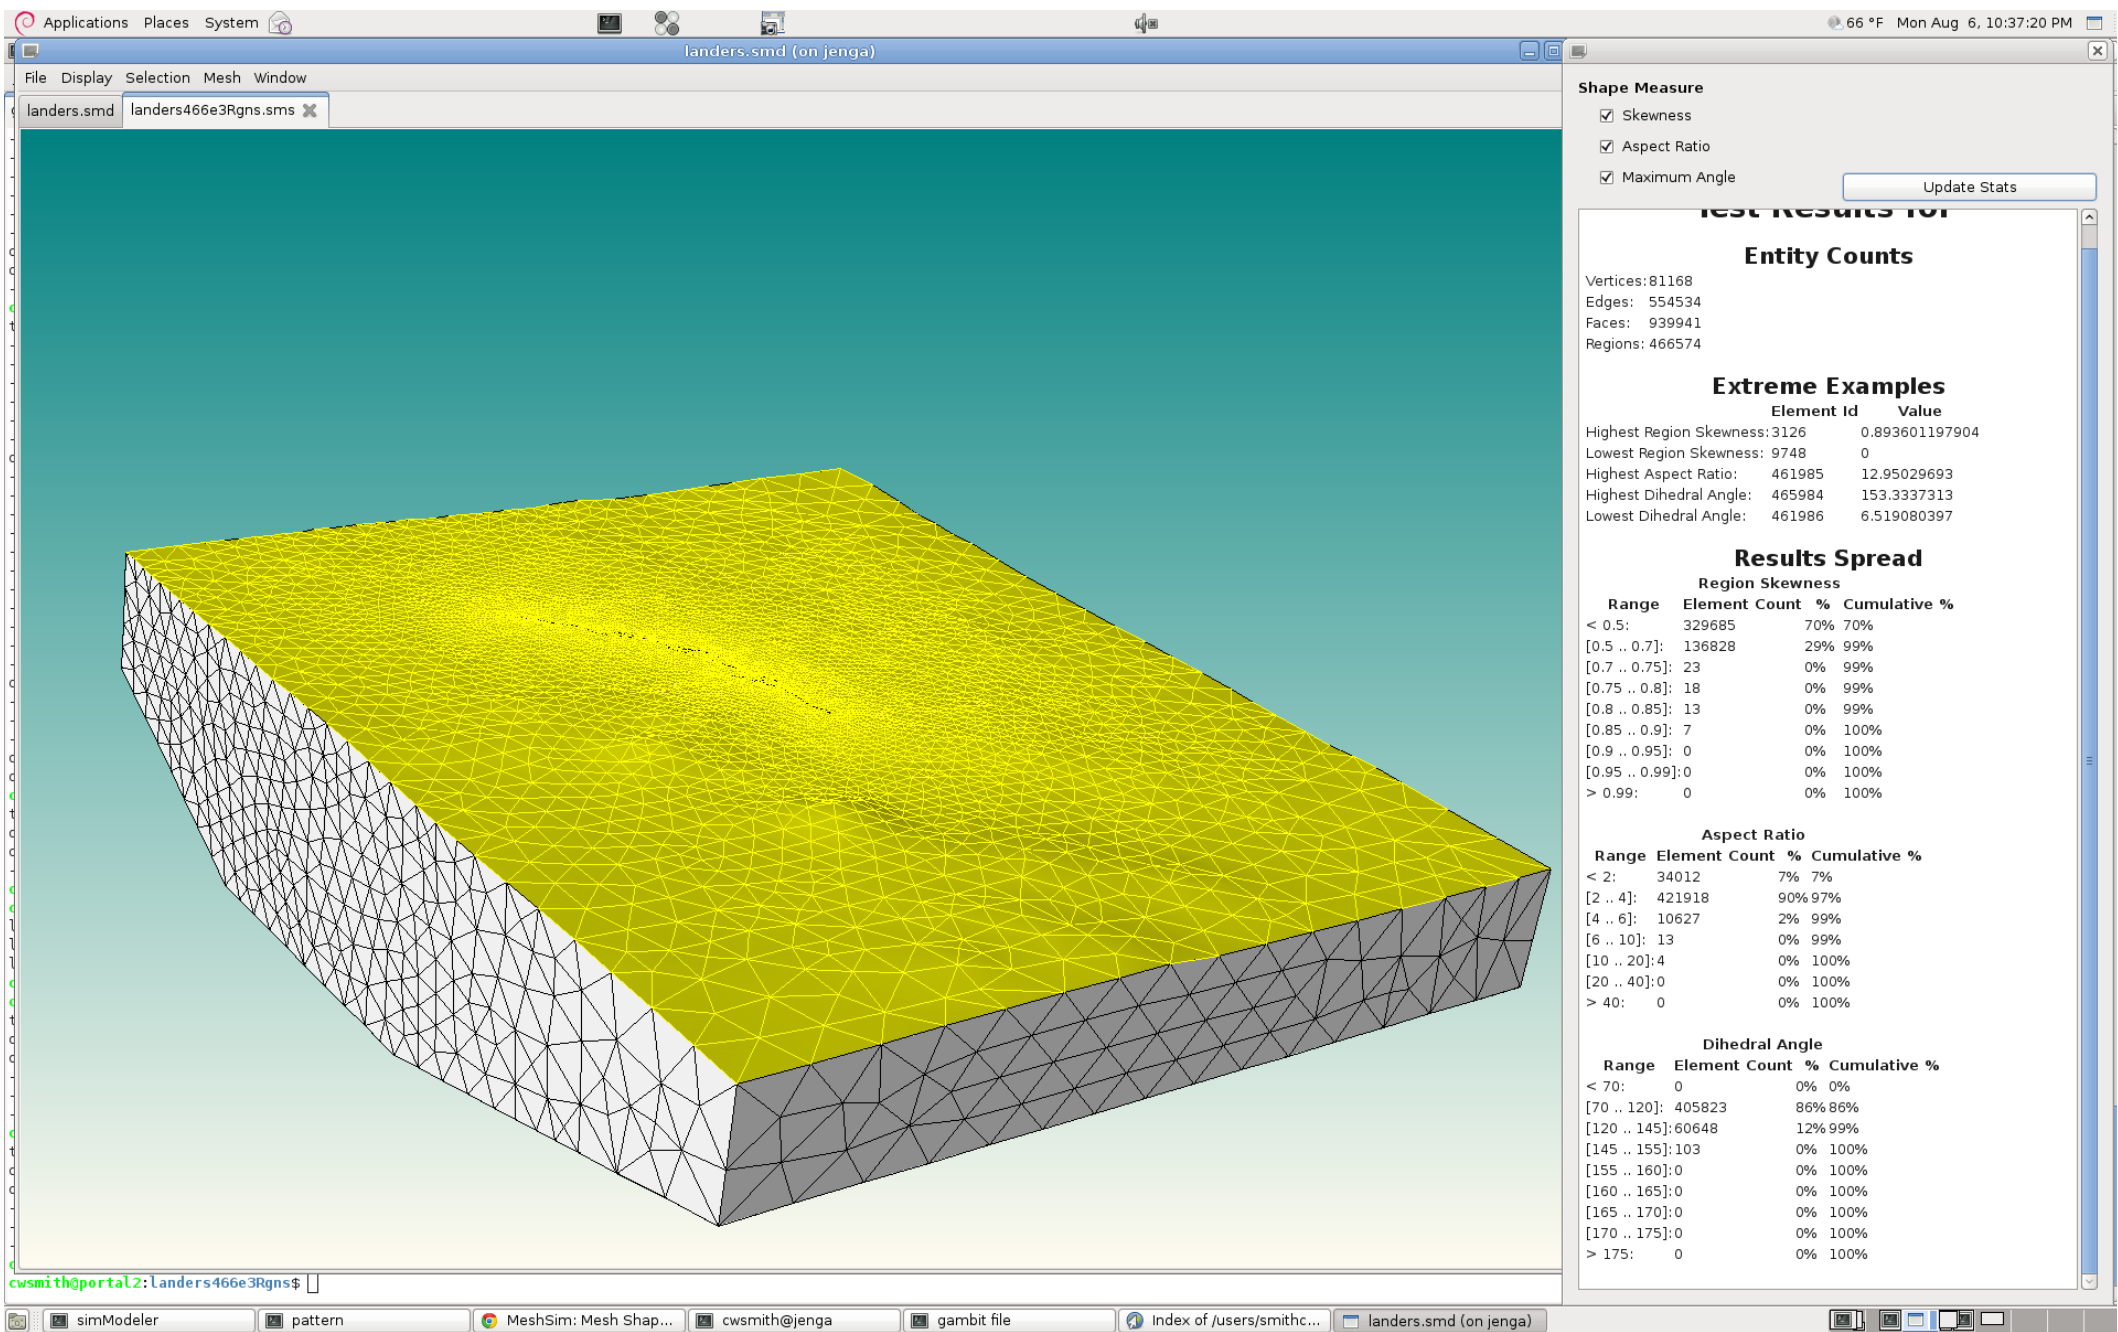 Applications Places System 66 °F Mon Aug 6, 10:37:20 PM
landers.smd (on jenga)
File Display Selection Mesh Window
landers.smd landers466e3Rgns.sms
Shape Measure
Skewness
Aspect Ratio
Maximum Angle
Update Stats
Test Results for
Entity Counts
Vertices: 81168
Edges: 554534
Faces: 939941
Regions: 466574
Extreme Examples
Element Id Value
Highest Region Skewness: 3126 0.893601197904
Lowest Region Skewness: 9748 0
Highest Aspect Ratio: 461985 12.95029693
Highest Dihedral Angle: 465984 153.3337313
Lowest Dihedral Angle: 461986 6.519080397
Results Spread
Region Skewness
Range Element Count % Cumulative %
< 0.5: 329685 70% 70%
[0.5 .. 0.7]: 136828 29% 99%
[0.7 .. 0.75]: 23 0% 99%
[0.75 .. 0.8]: 18 0% 99%
[0.8 .. 0.85]: 13 0% 99%
[0.85 .. 0.9]: 7 0% 100%
[0.9 .. 0.95]: 0 0% 100%
[0.95 .. 0.99]: 0 0% 100%
> 0.99: 0 0% 100%
Aspect Ratio
Range Element Count % Cumulative %
< 2: 34012 7% 7%
[2 .. 4]: 421918 90% 97%
[4 .. 6]: 10627 2% 99%
[6 .. 10]: 13 0% 99%
[10 .. 20]: 4 0% 100%
[20 .. 40]: 0 0% 100%
> 40: 0 0% 100%
Dihedral Angle
Range Element Count % Cumulative %
< 70: 0 0% 0%
[70 .. 120]: 405823 86% 86%
[120 .. 145]: 60648 12% 99%
[145 .. 155]: 103 0% 100%
[155 .. 160]: 0 0% 100%
[160 .. 165]: 0 0% 100%
[165 .. 170]: 0 0% 100%
[170 .. 175]: 0 0% 100%
> 175: 0 0% 100%
cwsmith@portal2:landers466e3Rgns$
simModeler pattern MeshSim: Mesh Shap... cwsmith@jenga gambit file Index of /users/smithc... landers.smd (on jenga)